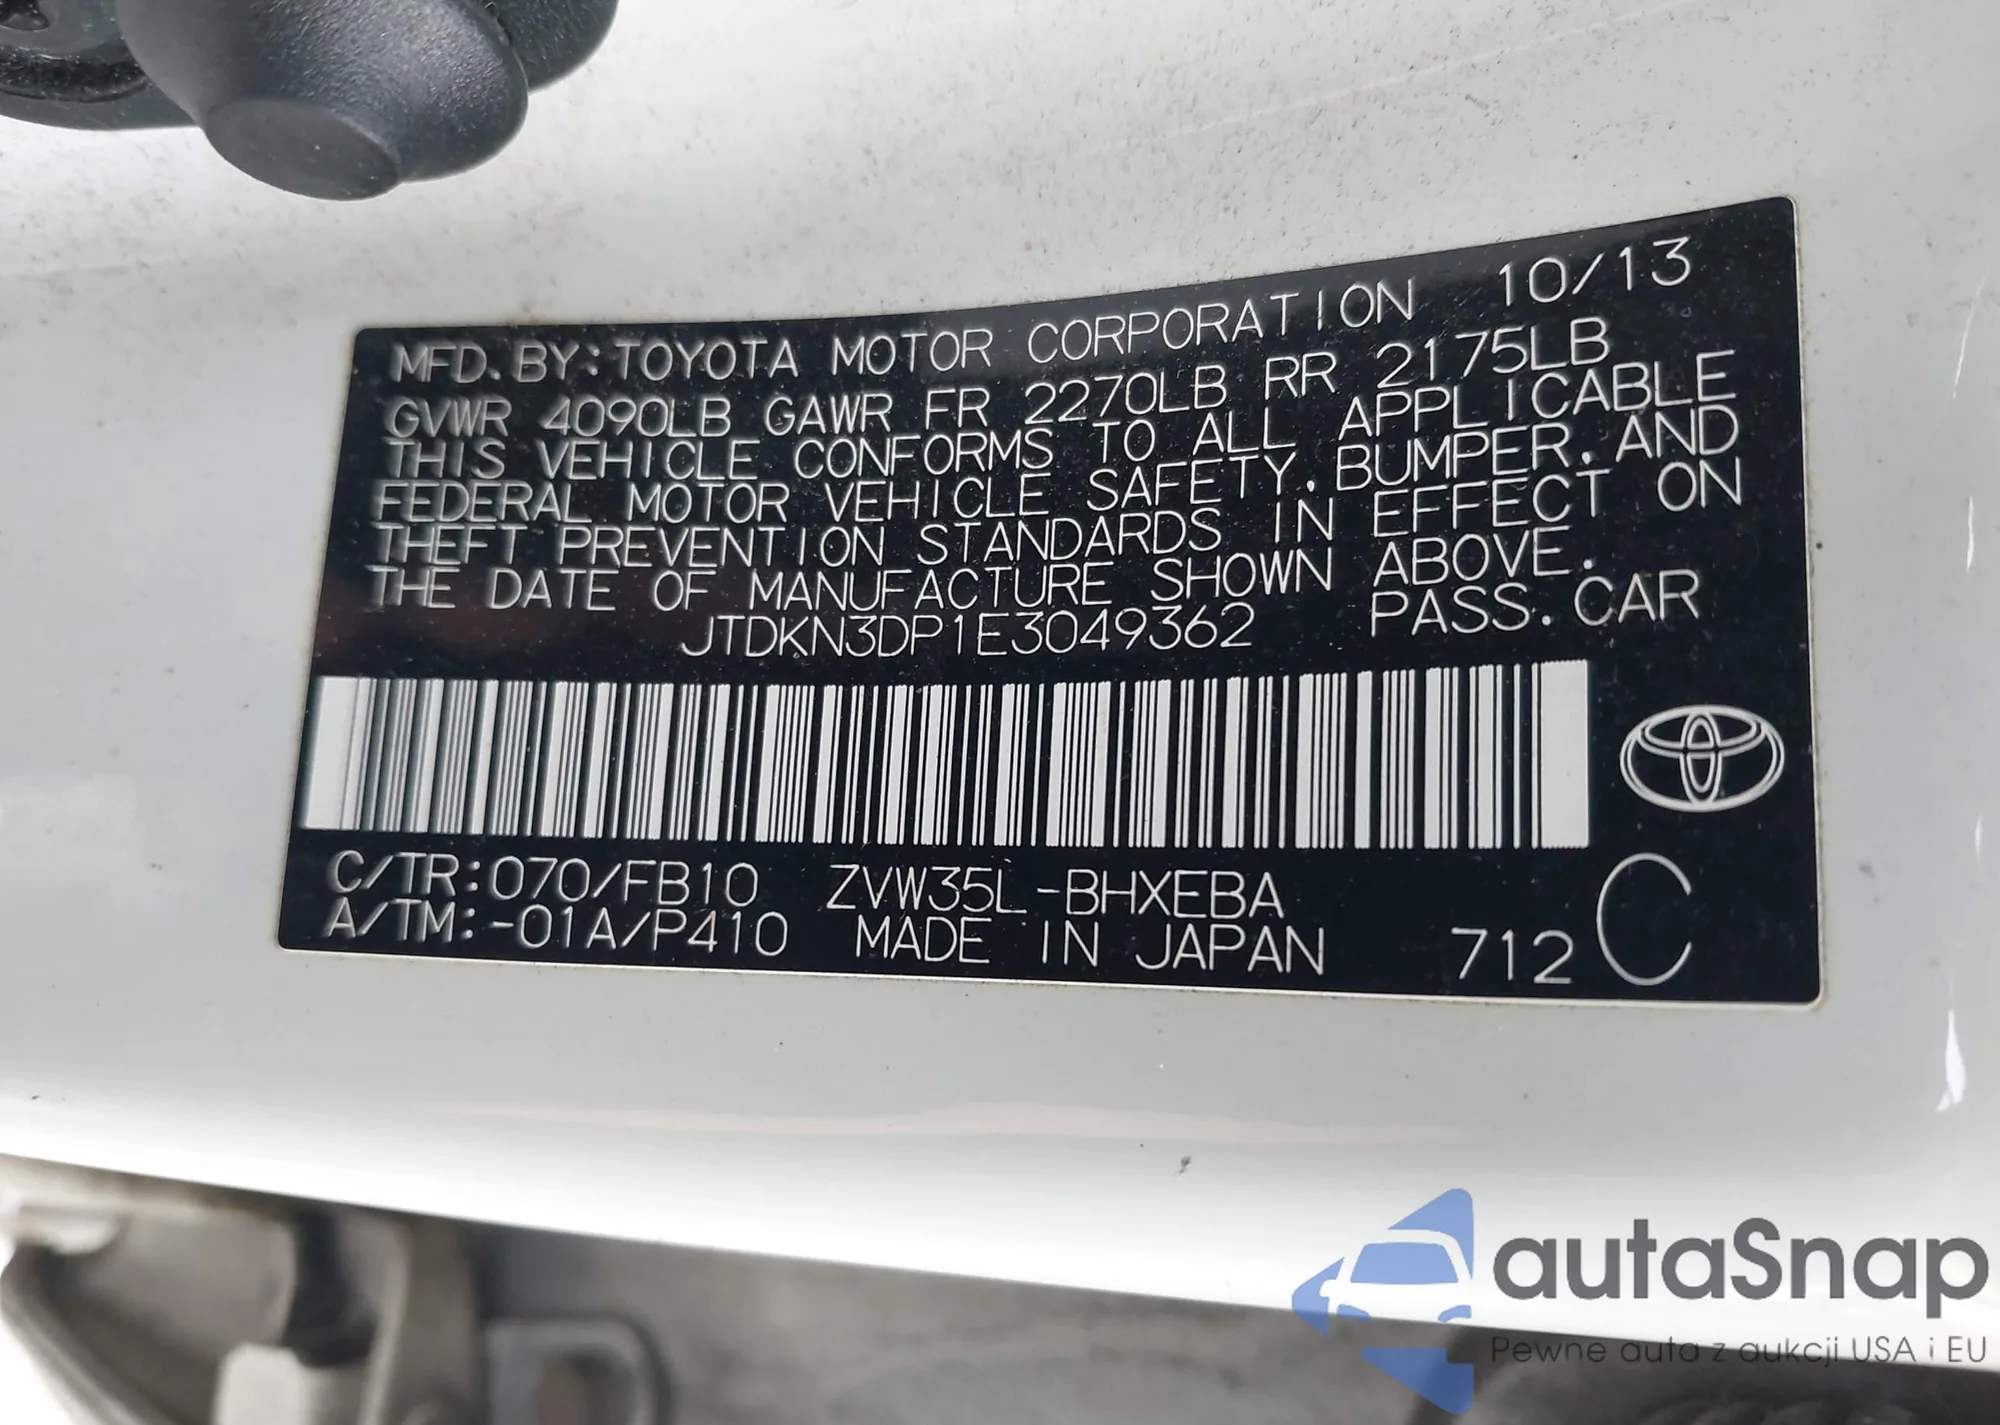 MFD. BY: TOYOTA MOTOR CORPORATION 10/13
GVWR 4090LB GAWR FR 2270LB RR 2175LB
THIS VEHICLE CONFORMS TO ALL APPLICABLE
FEDERAL MOTOR VEHICLE SAFETY, BUMPER, AND
THEFT PREVENTION STANDARDS IN EFFECT ON
THE DATE OF MANUFACTURE SHOWN ABOVE.
JTDKN3DP1E3049362 PASS. CAR
C/TR: 070/FB10 ZVW35L-BHXEBA
A/TM: -01A/P410 MADE IN JAPAN 712 C
autaSnap
Pewne auta z aukcji USA i EU